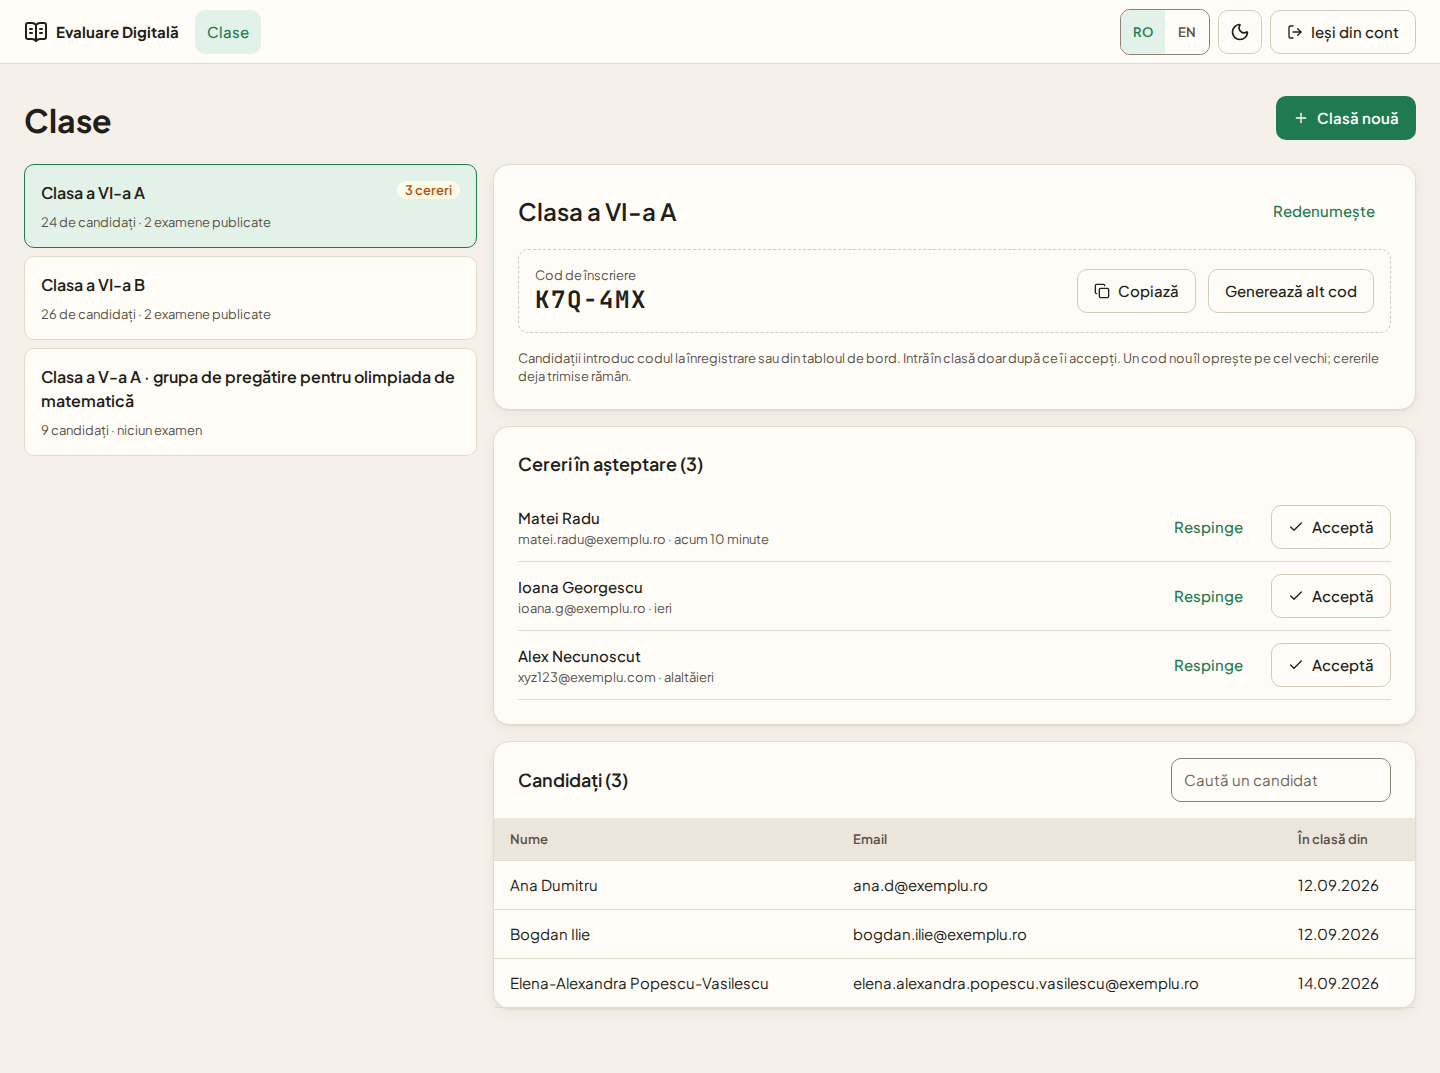 Evaluare Digitală
Clase
RO
EN
Ieși din cont
Clase
Clasă nouă
Clasa a VI-a A
3 cereri
24 de candidați · 2 examene publicate
Clasa a VI-a B
26 de candidați · 2 examene publicate
Clasa a V-a A · grupa de pregătire pentru olimpiada de
matematică
9 candidați · niciun examen
Clasa a VI-a A
Redenumește
Cod de înscriere
K7Q-4MX
Copiază
Generează alt cod
Candidații introduc codul la înregistrare sau din tabloul de bord. Intră în clasă doar după ce îi accepți. Un cod nou îl oprește pe cel vechi; cererile
deja trimise rămân.
Cereri în așteptare (3)
Matei Radu
matei.radu@exemplu.ro · acum 10 minute
Respinge
Acceptă
Ioana Georgescu
ioana.g@exemplu.ro · ieri
Respinge
Acceptă
Alex Necunoscut
xyz123@exemplu.com · alaltăieri
Respinge
Acceptă
Candidați (3)
Caută un candidat
Nume
Email
În clasă din
Ana Dumitru
ana.d@exemplu.ro
12.09.2026
Bogdan Ilie
bogdan.ilie@exemplu.ro
12.09.2026
Elena-Alexandra Popescu-Vasilescu
elena.alexandra.popescu.vasilescu@exemplu.ro
14.09.2026